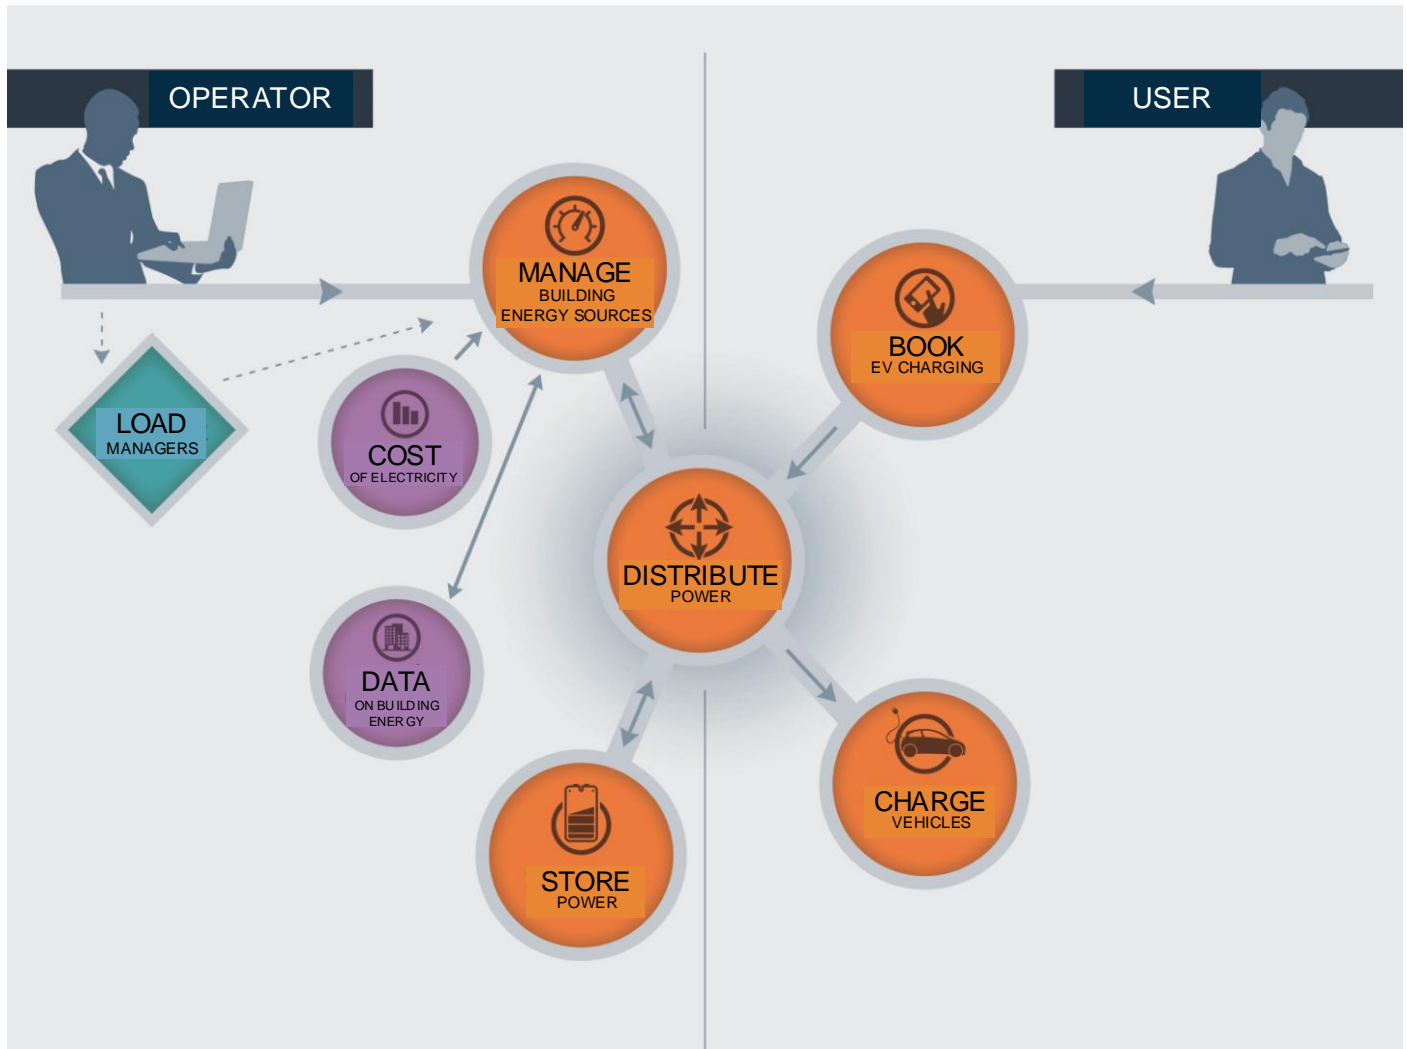 OPERATOR
USER
MANAGE
BUILDING
ENERGY SOURCES
BOOK
EV CHARGING
LOAD
MANAGERS
COST
OF ELECTRICITY
DISTRIBUTE
POWER
DATA
ON BUILDING
ENERGY
CHARGE
VEHICLES
STORE
POWER